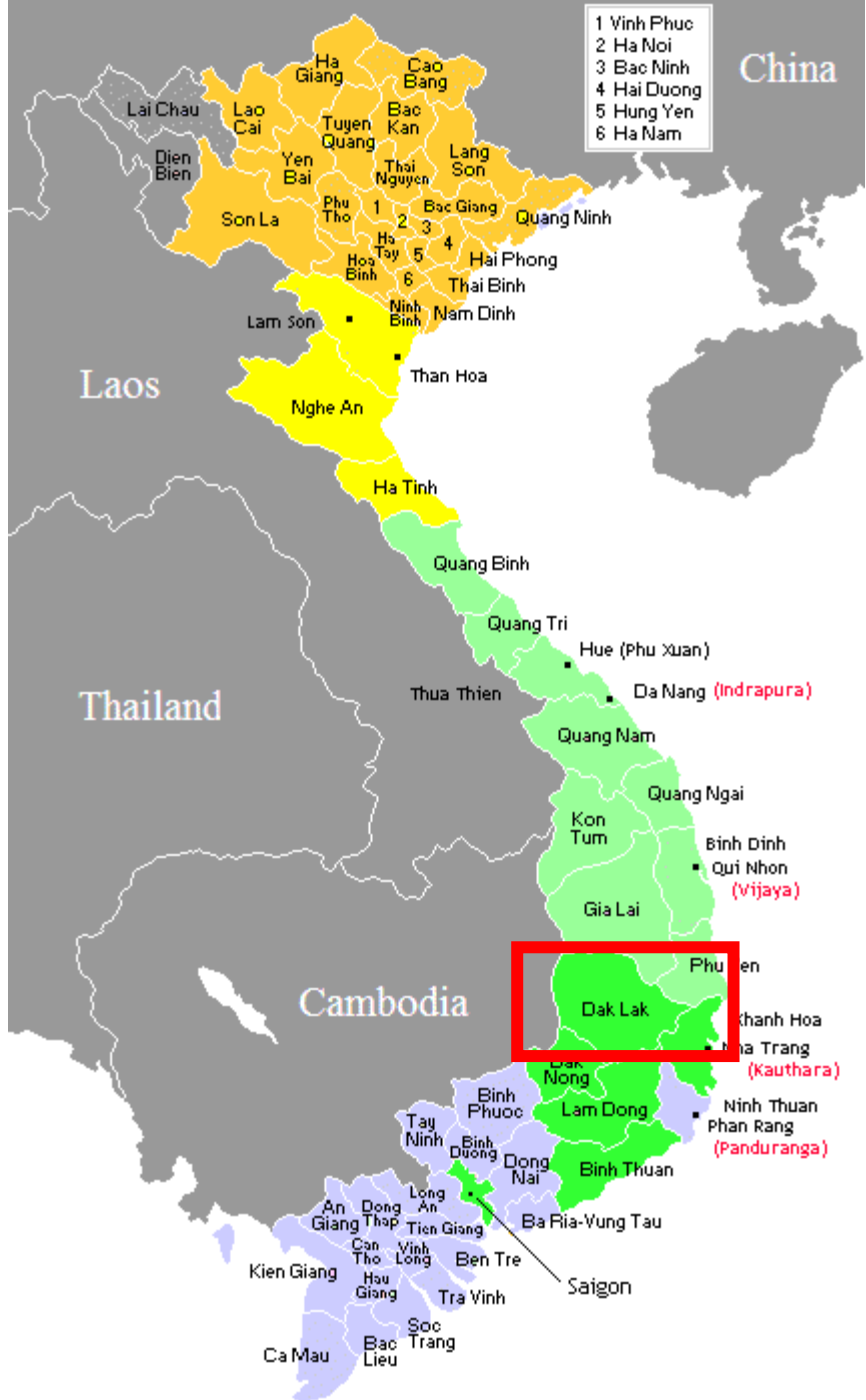 1 Vinh Phuc
2 Ha Noi
3 Bac Ninh
4 Hai Duong
5 Hung Yen
6 Ha Nam
China
Ha
Giang
Cao
Bang
Lai Chau
Lao
Cai
Tuyen
Quang
Bac
Kan
Dien
Bien
Yen
Bai
Thai
Nguyen
Lang
Son
Son La
Phu
Tho
1
2
3
Bac Giang
Quang Ninh
Ha
Tay
5
4
Hoa
Binh
6
Hai Phong
Thai Binh
Ninh
Binh
Nam Dinh
Lam Son
Than Hoa
Laos
Nghe An
Ha Tinh
Quang Binh
Quang Tri
Hue (Phu Xuan)
Thua Thien
Da Nang (Indrapura)
Thailand
Quang Nam
Quang Ngai
Kon
Tum
Binh Dinh
Qui Nhon
(Vijaya)
Gia Lai
Phu
Cambodia
Dak Lak
Khanh Hoa
Nha Trang
(Kauthara)
Dak
Nong
Binh
Phuoc
Lam Dong
Ninh Thuan
Phan Rang
(Panduranga)
Tay
Ninh
Binh
Duong
Dong
Nai
Binh Thuan
An
Giang
Dong
Thap
Long
An
Tien Giang
Ba Ria-Vung Tau
Can
Tho
Vinh
Long
Ben Tre
Kien Giang
Hau
Giang
Tra Vinh
Saigon
Soc
Trang
Ca Mau
Bac
Lieu